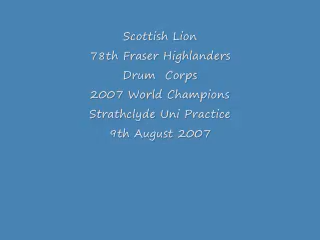 Scottish Lion
78th Fraser Highlanders
Drum Corps
2007 World Champions
Strathclyde Uni Practice
9th August 2007